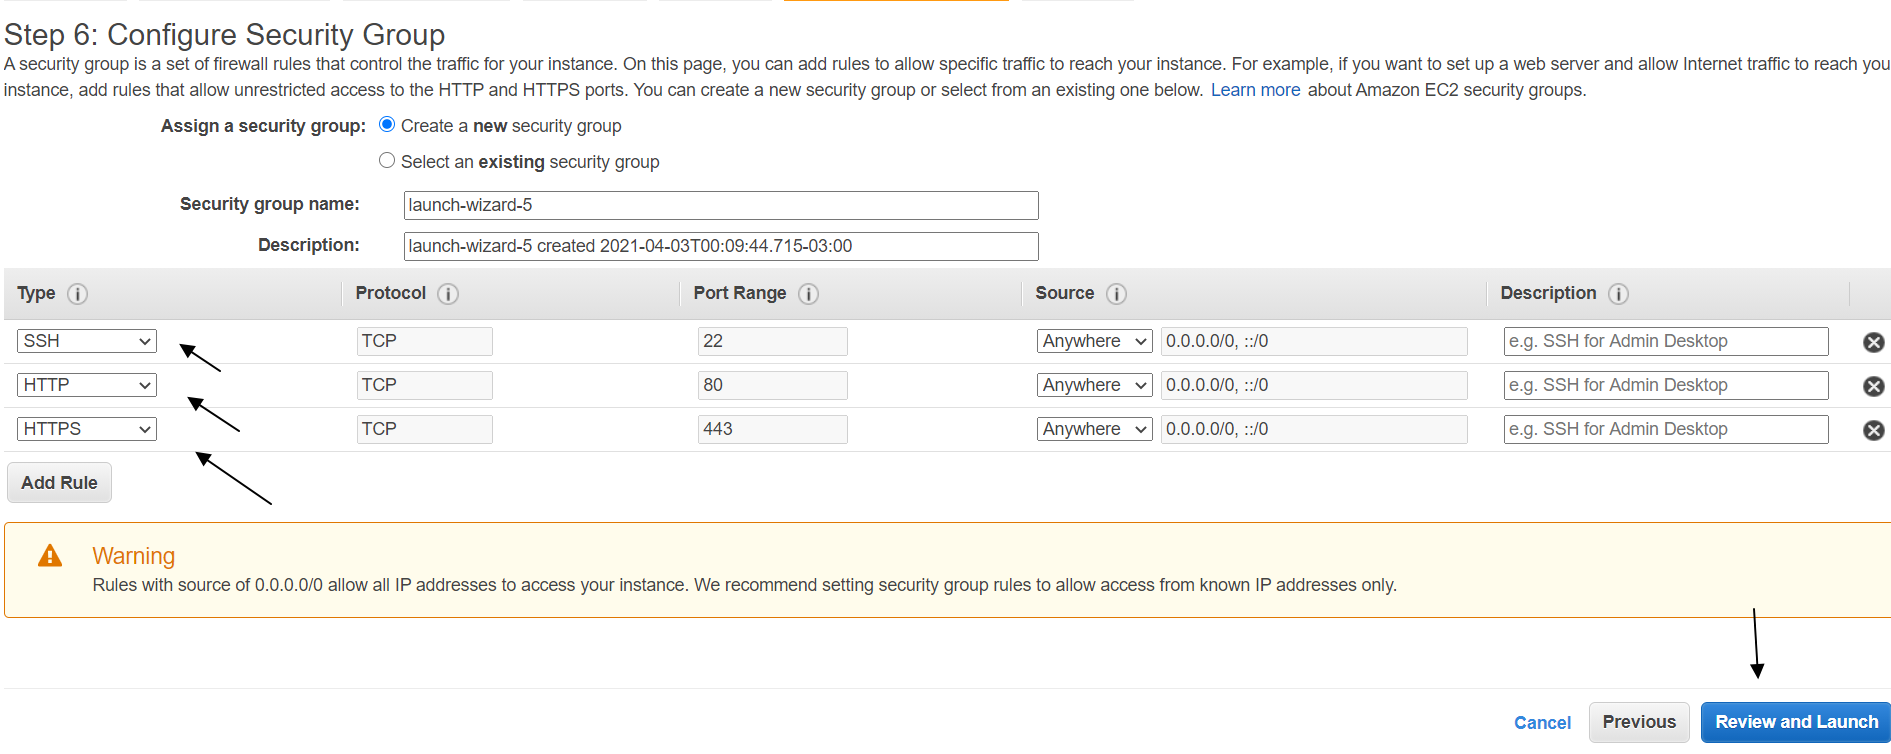 Step 6: Configure Security Group
A security group is a set of firewall rules that control the traffic for your instance. On this page, you can add rules to allow specific traffic to reach your instance. For example, if you want to set up a web server and allow Internet traffic to reach you
instance, add rules that allow unrestricted access to the HTTP and HTTPS ports. You can create a new security group or select from an existing one below. Learn more about Amazon EC2 security groups.
Assign a security group: Create a new security group
Select an existing security group
Security group name: launch-wizard-5
Description: launch-wizard-5 created 2021-04-03T00:09:44.715-03:00
Type i Protocol i Port Range i Source i Description i
SSH TCP 22 Anywhere 0.0.0.0/0, ::/0 e.g. SSH for Admin Desktop
HTTP TCP 80 Anywhere 0.0.0.0/0, ::/0 e.g. SSH for Admin Desktop
HTTPS TCP 443 Anywhere 0.0.0.0/0, ::/0 e.g. SSH for Admin Desktop
Add Rule
Warning
Rules with source of 0.0.0.0/0 allow all IP addresses to access your instance. We recommend setting security group rules to allow access from known IP addresses only.
Cancel Previous Review and Launch